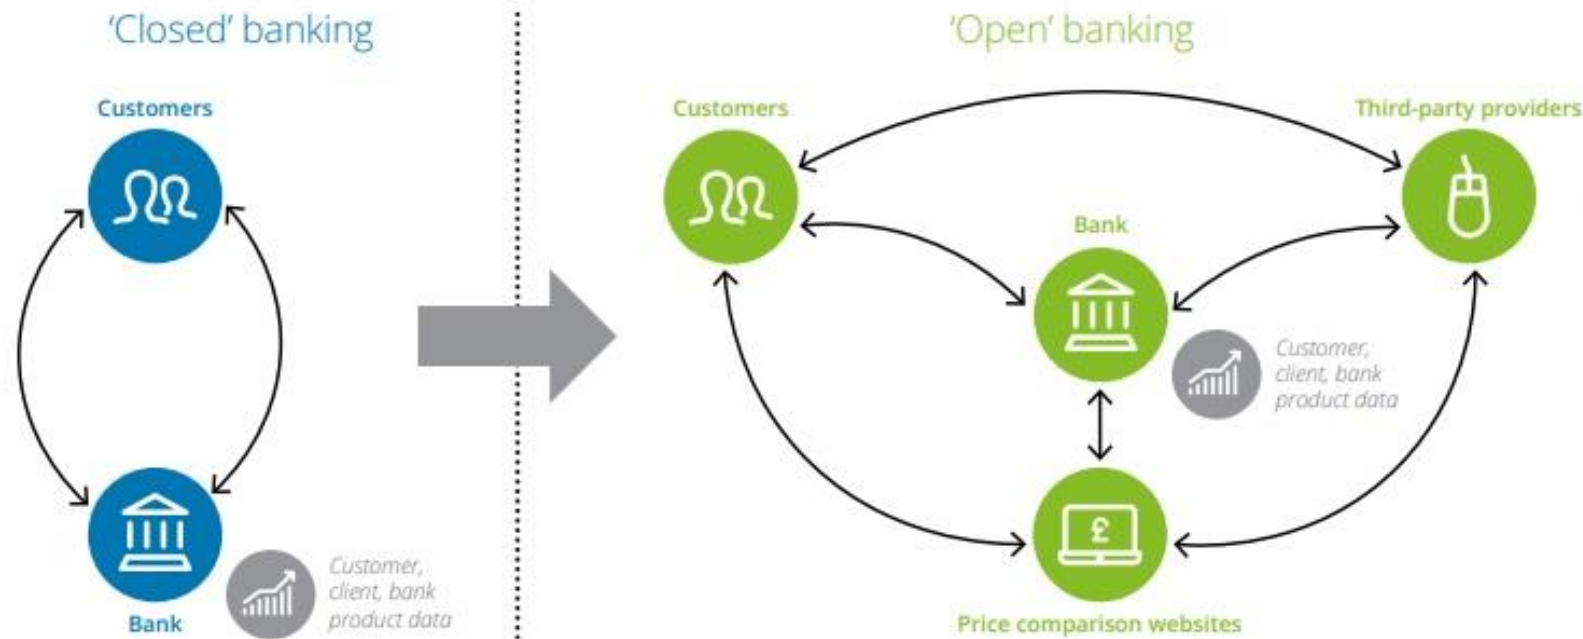 ‘Closed’ banking
Customers
Bank
Customer,
client, bank
product data
‘Open’ banking
Customers
Third-party providers
Bank
Customer,
client, bank
product data
£
Price comparison websites